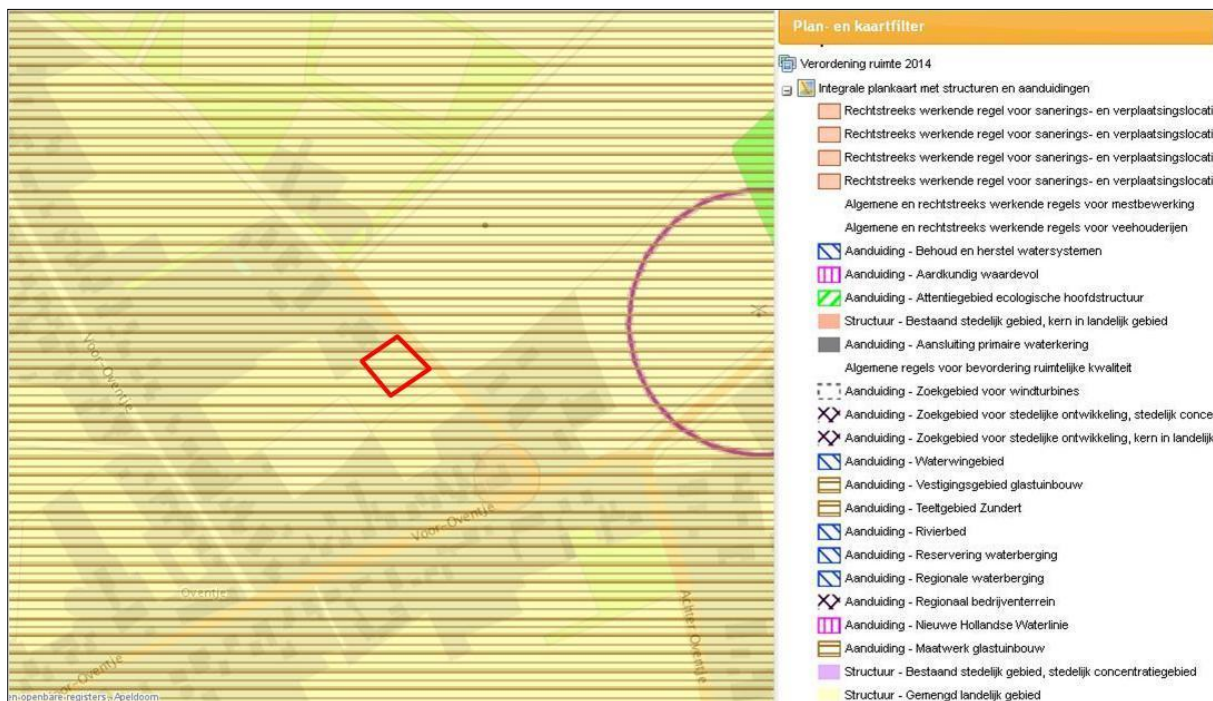 Plan- en kaartfilter
Verordening ruimte 2014
Integrale plankaart met structuren en aanduidingen
Rechtstreeks werkende regel voor sanerings- en verplaatsingslocati
Rechtstreeks werkende regel voor sanerings- en verplaatsingslocati
Rechtstreeks werkende regel voor sanerings- en verplaatsingslocati
Rechtstreeks werkende regel voor sanerings- en verplaatsingslocati
Algemene en rechtstreeks werkende regels voor mestbewerking
Algemene en rechtstreeks werkende regels voor veehouderijen
Aanduiding - Behoud en herstel watersystemen
Aanduiding - Aardkundig waardevol
Aanduiding - Attentiegebied ecologische hoofdstructuur
Structuur - Bestaand stedelijk gebied, kern in landelijk gebied
Aanduiding - Aansluiting primaire waterkering
Algemene regels voor bevordering ruimtelijke kwaliteit
Aanduiding - Zoekgebied voor windturbines
Aanduiding - Zoekgebied voor stedelijke ontwikkeling, stedelijk conce
Aanduiding - Zoekgebied voor stedelijke ontwikkeling, kern in landelijk
Aanduiding - Waterwingebied
Aanduiding - Vestigingsgebied glastuinbouw
Aanduiding - Teeltgebied Zundert
Aanduiding - Rivierbed
Aanduiding - Reservering waterberging
Aanduiding - Regionale waterberging
Aanduiding - Regionaal bedrijventerrein
Aanduiding - Nieuwe Hollandse Waterlinie
Aanduiding - Maatwerk glastuinbouw
Structuur - Bestaand stedelijk gebied, stedelijk concentratiegebied
Structuur - Gemengd landelijk gebied
Voor-Oventje
Voor-Oventje
Oventje
Achter Oventje
Voor-Oventje
en openbare registers, Apeldoorn